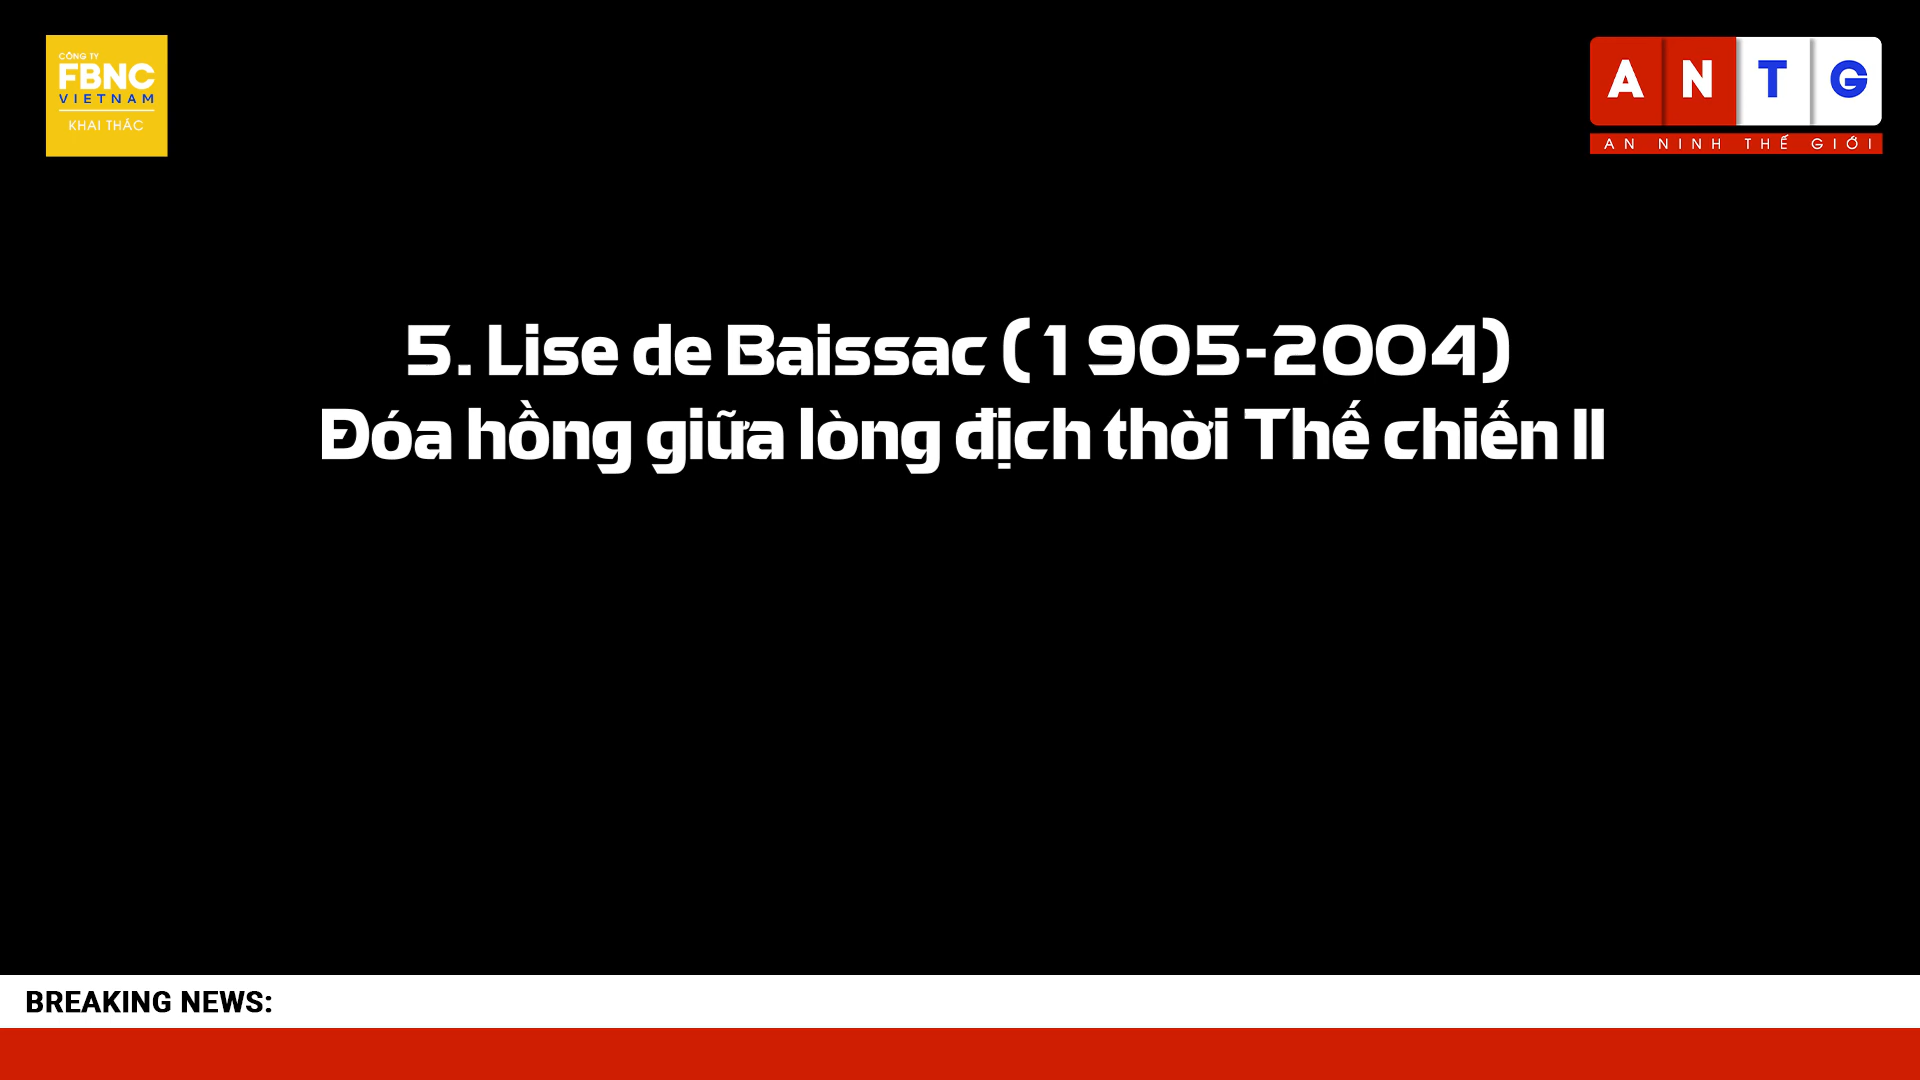 CÔNG TY
FBNC
VIETNAM
KHAI THÁC
ANTG
AN NINH THẾ GIỚI
5. Lise de Baissac (1905-2004)
Đóa hồng giữa lòng địch thời Thế chiến II
BREAKING NEWS: